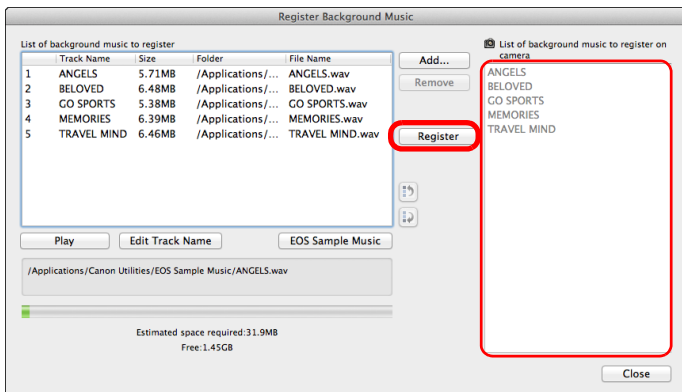 Register Background Music
List of background music to register
Track Name Size Folder File Name
1 ANGELS 5.71MB /Applications/... ANGELS.wav
2 BELOVED 6.48MB /Applications/... BELOVED.wav
3 GO SPORTS 5.38MB /Applications/... GO SPORTS.wav
4 MEMORIES 6.39MB /Applications/... MEMORIES.wav
5 TRAVEL MIND 6.46MB /Applications/... TRAVEL MIND.wav
Add...
Remove
Register
Play
Edit Track Name
EOS Sample Music
/Applications/Canon Utilities/EOS Sample Music/ANGELS.wav
Estimated space required:31.9MB
Free:1.45GB
List of background music to register on
camera
ANGELS
BELOVED
GO SPORTS
MEMORIES
TRAVEL MIND
Close